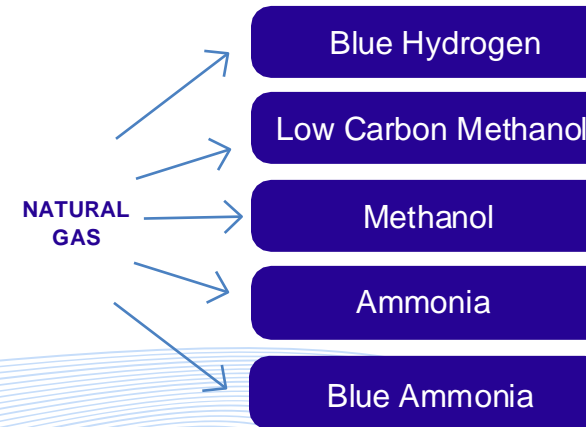 Blue Hydrogen
Low Carbon Methanol
NATURAL
GAS
Methanol
Ammonia
Blue Ammonia